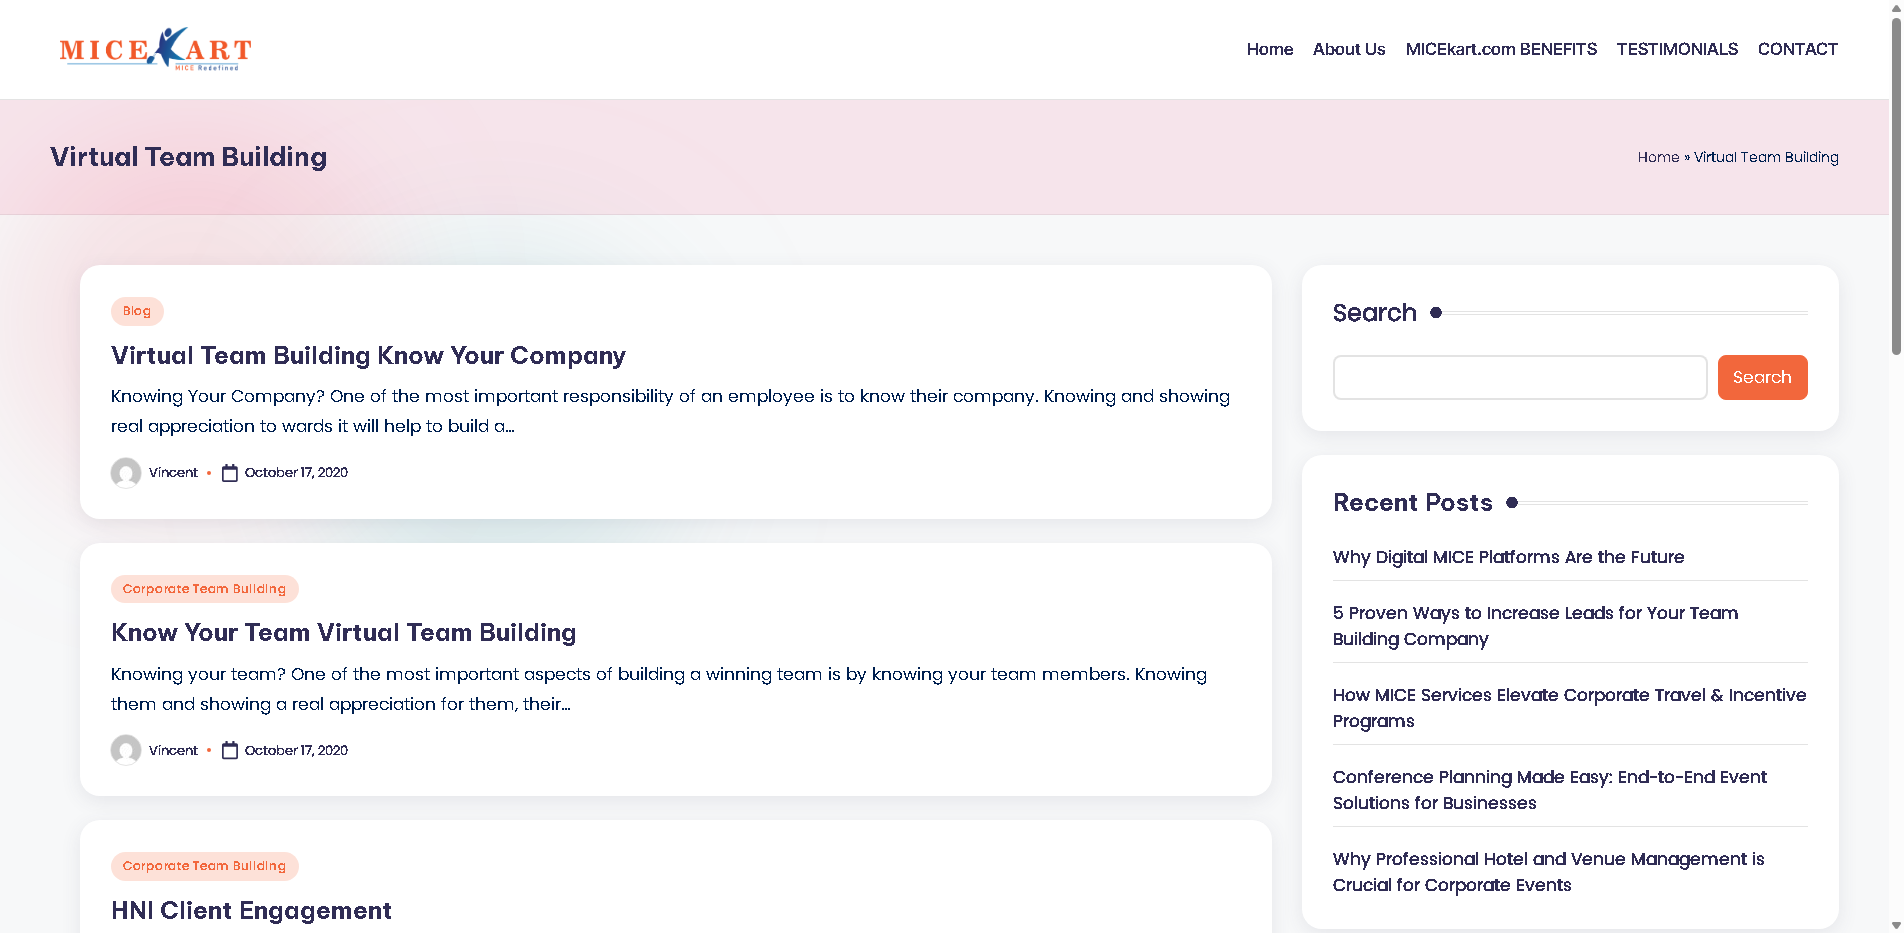 MICEKART
MICE Redefined
Home About Us MICEkart.com BENEFITS TESTIMONIALS CONTACT
Virtual Team Building
Home » Virtual Team Building
Blog
Virtual Team Building Know Your Company
Knowing Your Company? One of the most important responsibility of an employee is to know their company. Knowing and showing
real appreciation to wards it will help to build a...
Vincent • October 17, 2020
Corporate Team Building
Know Your Team Virtual Team Building
Knowing your team? One of the most important aspects of building a winning team is by knowing your team members. Knowing
them and showing a real appreciation for them, their...
Vincent • October 17, 2020
Corporate Team Building
HNI Client Engagement
Search
Search
Recent Posts
Why Digital MICE Platforms Are the Future
5 Proven Ways to Increase Leads for Your Team
Building Company
How MICE Services Elevate Corporate Travel & Incentive
Programs
Conference Planning Made Easy: End-to-End Event
Solutions for Businesses
Why Professional Hotel and Venue Management is
Crucial for Corporate Events